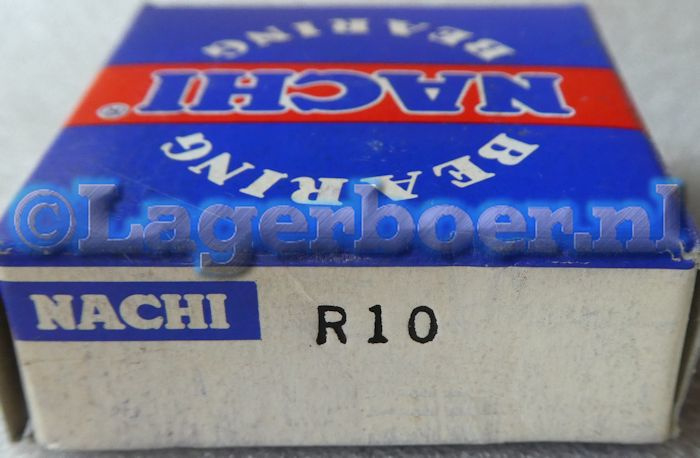 BEARING
NACHI®
BEARING
©Lagerboer.nl
NACHI
R10